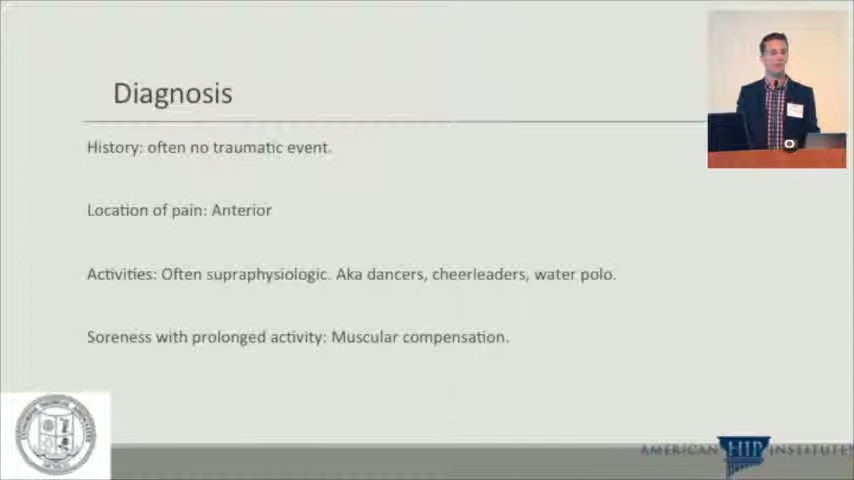 Diagnosis
History: often no traumatic event.
Location of pain: Anterior
Activities: Often supraphysiologic. Aka dancers, cheerleaders, water polo.
Soreness with prolonged activity: Muscular compensation.
AMERICAN HIP INSTITUTE